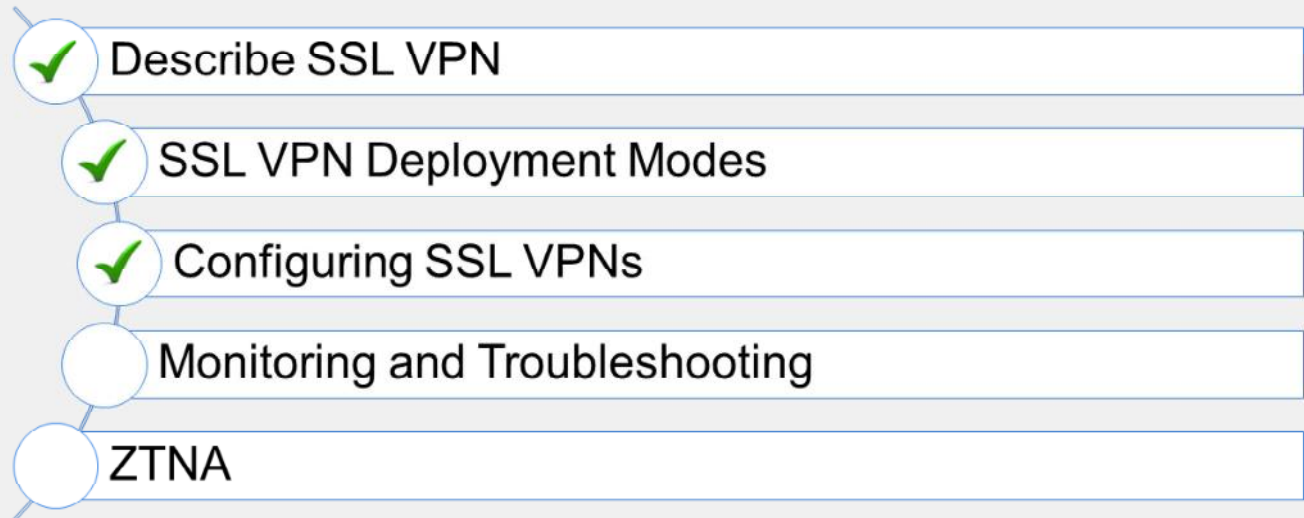 Describe SSL VPN
SSL VPN Deployment Modes
Configuring SSL VPNs
Monitoring and Troubleshooting
ZTNA